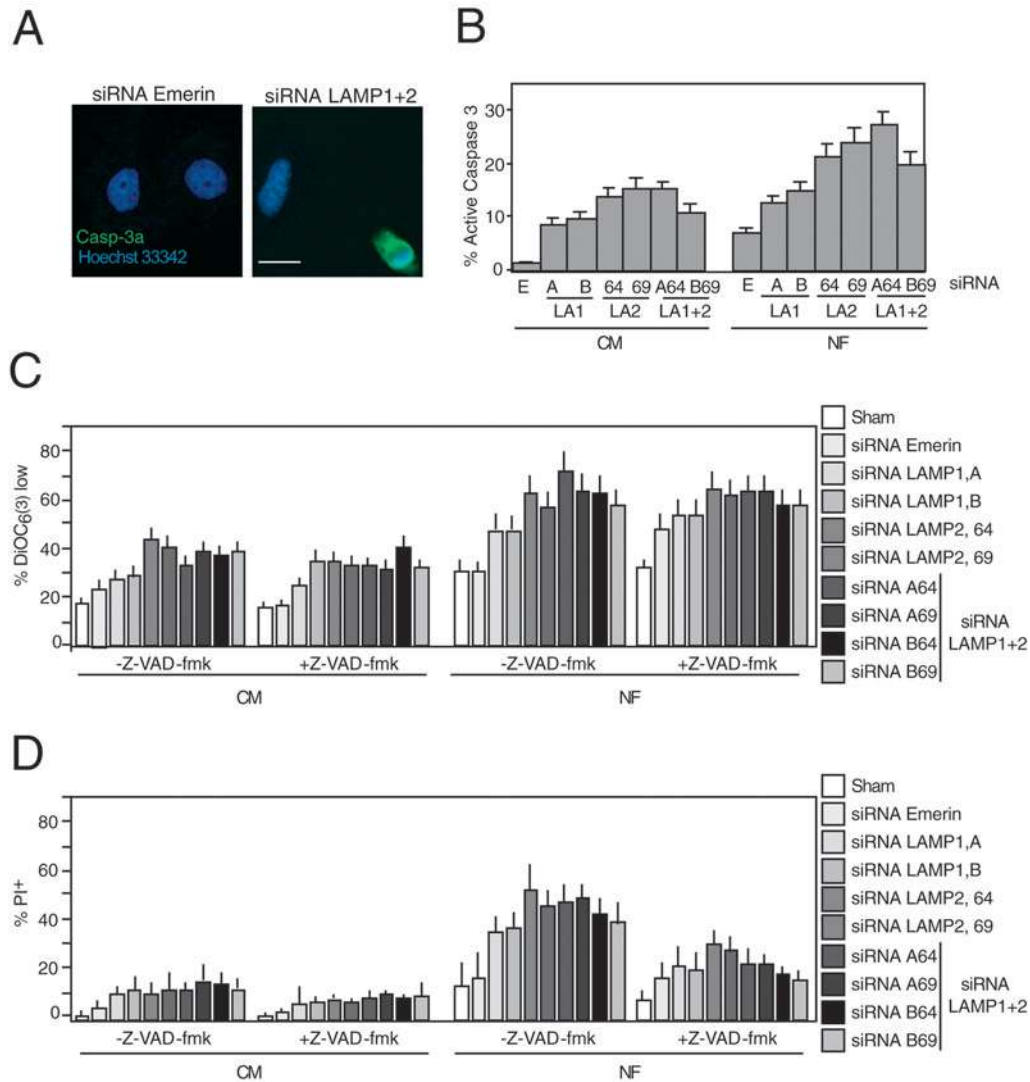 A
siRNA Emerin
siRNA LAMP1+2
Casp-3a
Hoechst 33342
B
% Active Caspase 3
30
20
10
0
E A B 64 69 A64 B69 E A B 64 69 A64 B69 siRNA
LA1 LA2 LA1+2 LA1 LA2 LA1+2
CM NF
C
% DiOC6(3) low
80
60
40
20
0
-Z-VAD-fmk +Z-VAD-fmk -Z-VAD-fmk +Z-VAD-fmk
CM NF
Sham
siRNA Emerin
siRNA LAMP1,A
siRNA LAMP1,B
siRNA LAMP2, 64
siRNA LAMP2, 69
siRNA A64
siRNA A69
siRNA B64
siRNA B69
siRNA
LAMP1+2
D
% PI+
80
60
40
20
0
-Z-VAD-fmk +Z-VAD-fmk -Z-VAD-fmk +Z-VAD-fmk
CM NF
Sham
siRNA Emerin
siRNA LAMP1,A
siRNA LAMP1,B
siRNA LAMP2, 64
siRNA LAMP2, 69
siRNA A64
siRNA A69
siRNA B64
siRNA B69
siRNA
LAMP1+2